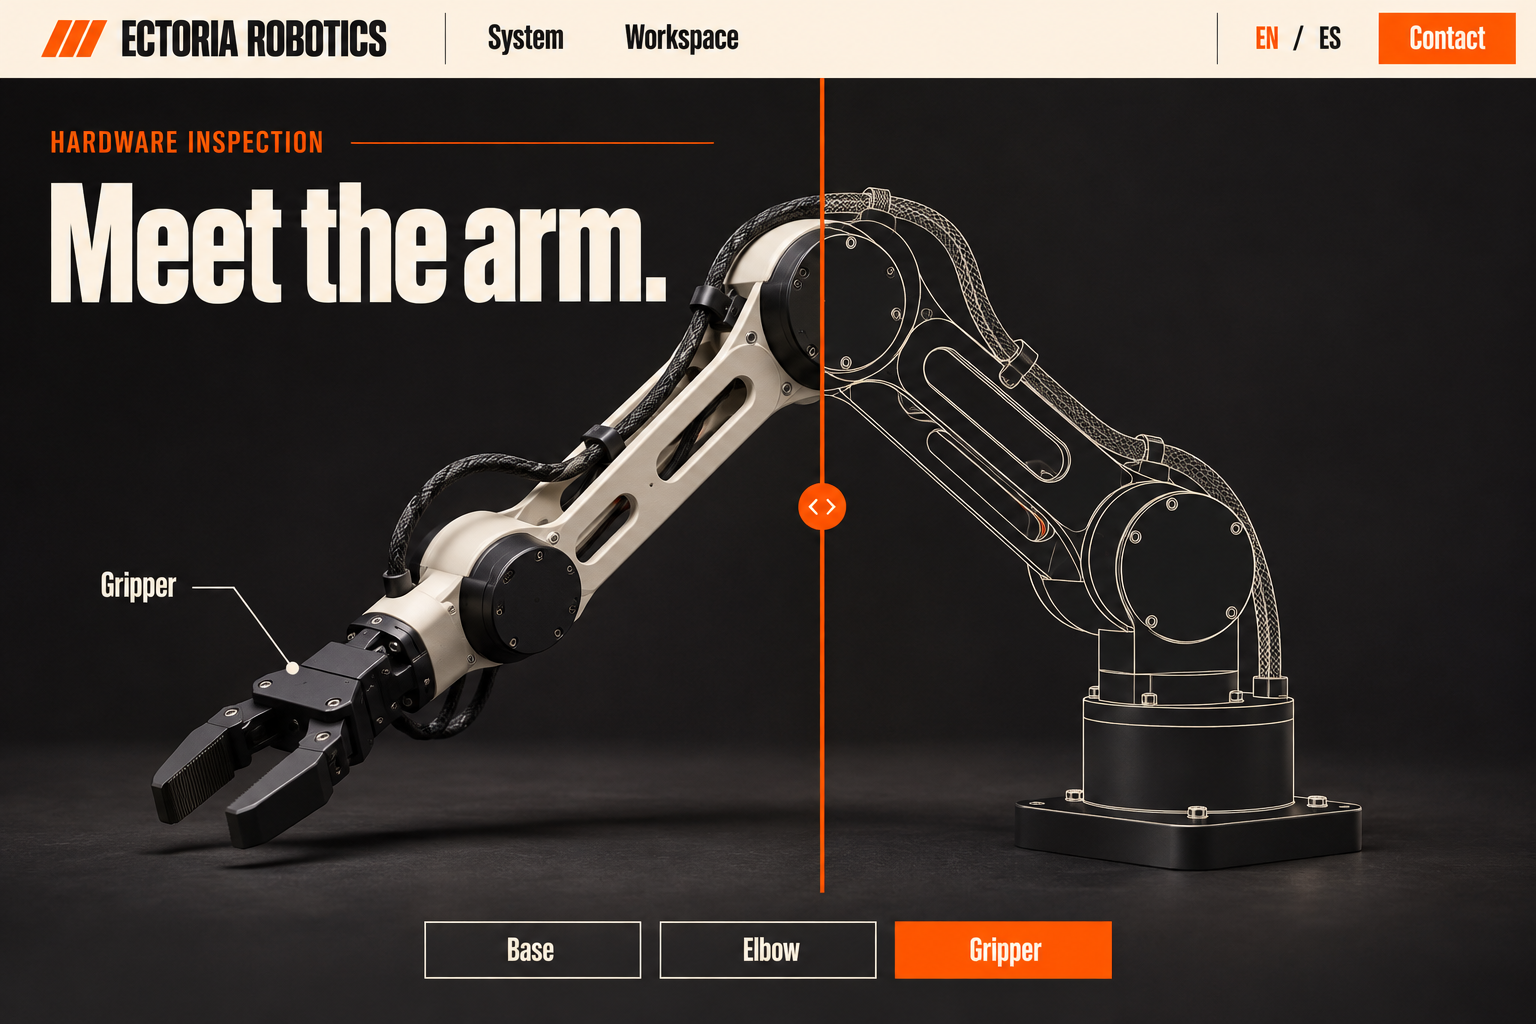 ECTORIA ROBOTICS
System
Workspace
EN / ES
Contact
HARDWARE INSPECTION
Meet the arm.
Gripper
Base
Elbow
Gripper